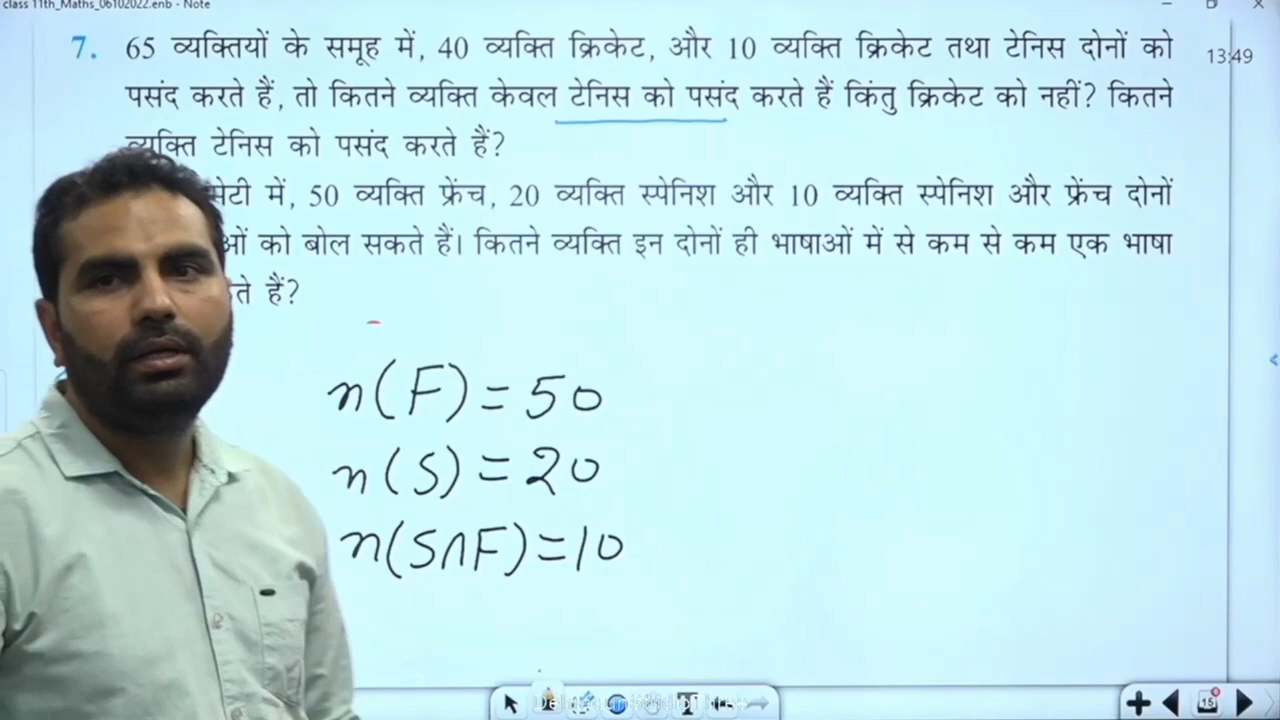 class 11th_Maths_06102022.enb - Note
7. 65 व्यक्तियों के समूह में, 40 व्यक्ति क्रिकेट, और 10 व्यक्ति क्रिकेट तथा टेनिस दोनों को
13:49
पसंद करते हैं, तो कितने व्यक्ति केवल टेनिस को पसंद करते हैं किंतु क्रिकेट को नहीं? कितने
व्यक्ति टेनिस को पसंद करते हैं?
में, 50 व्यक्ति फ्रेंच, 20 व्यक्ति स्पेनिश और 10 व्यक्ति स्पेनिश और फ्रेंच दोनों
को बोल सकते हैं। कितने व्यक्ति इन दोनों ही भाषाओं में से कम से कम एक भाषा
हैं?
n(F)=50
n(S)=20
n(S∩F)=10
15